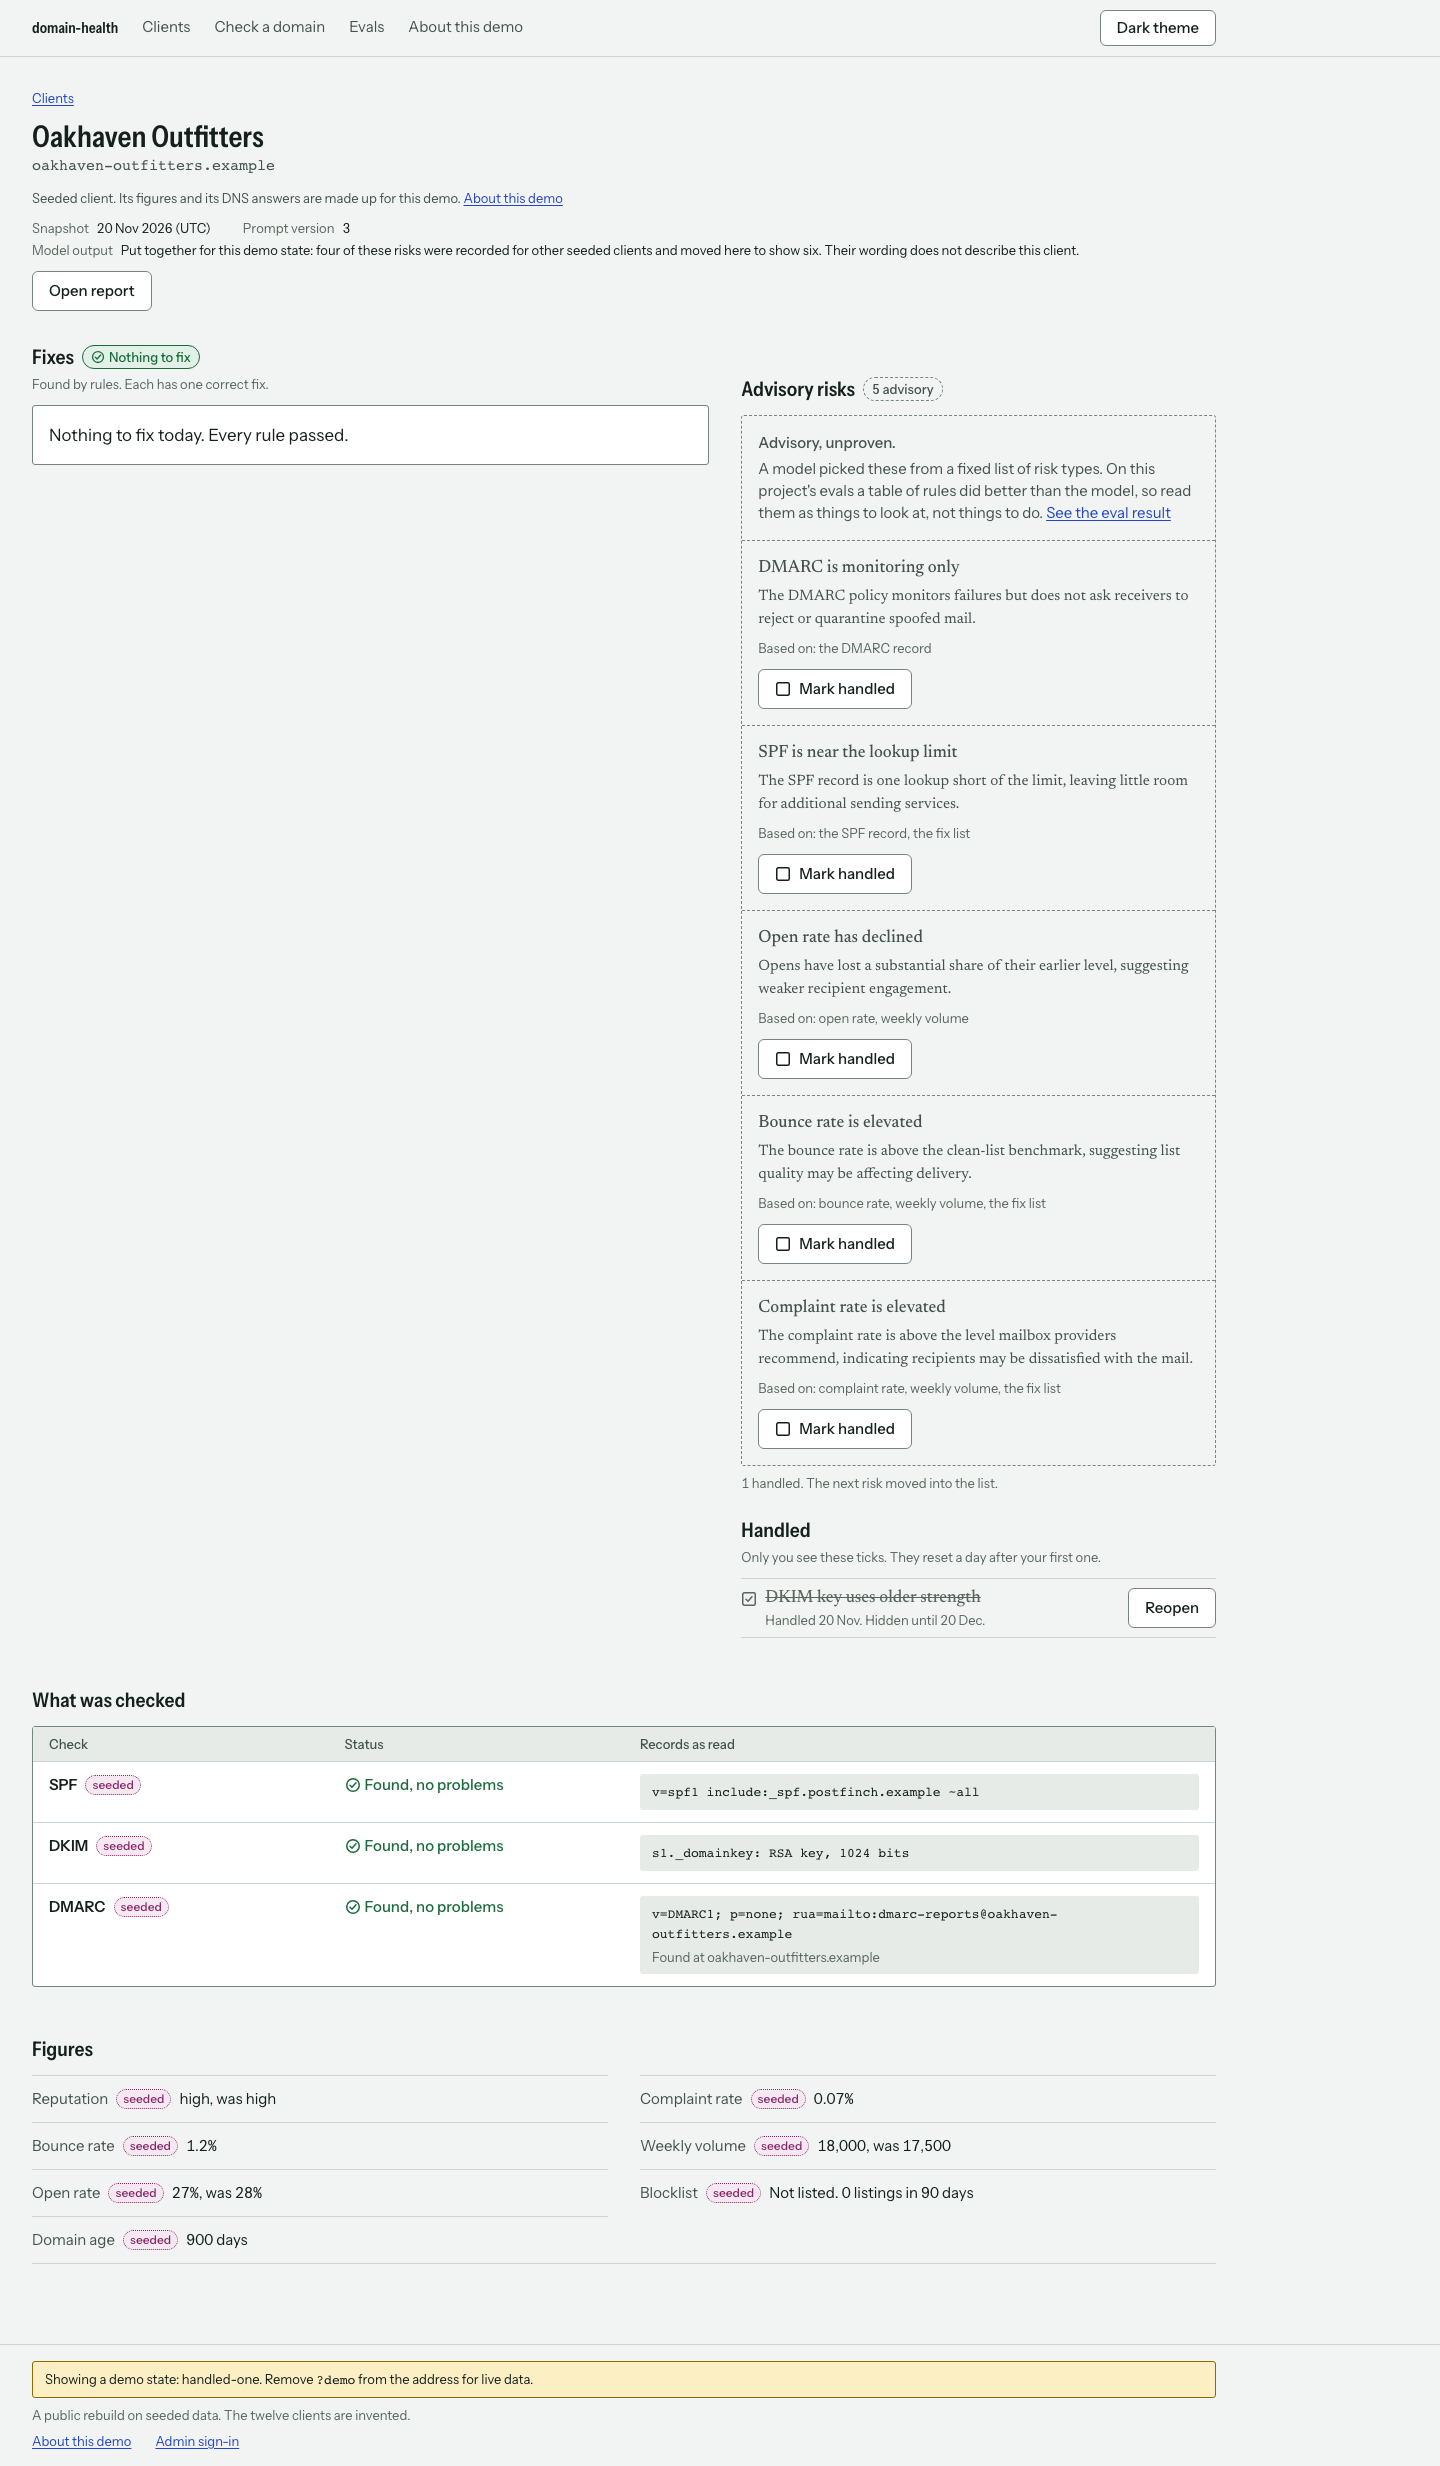 domain-health
Clients
Check a domain
Evals
About this demo
Dark theme
Clients
Oakhaven Outfitters
oakhaven-outfitters.example
Seeded client. Its figures and its DNS answers are made up for this demo. About this demo
Snapshot 20 Nov 2026 (UTC) Prompt version 3
Model output Put together for this demo state: four of these risks were recorded for other seeded clients and moved here to show six. Their wording does not describe this client.
Open report
Fixes Nothing to fix
Found by rules. Each has one correct fix.
Nothing to fix today. Every rule passed.
Advisory risks 5 advisory
Advisory, unproven.
A model picked these from a fixed list of risk types. On this
project's evals a table of rules did better than the model, so read
them as things to look at, not things to do. See the eval result
DMARC is monitoring only
The DMARC policy monitors failures but does not ask receivers to
reject or quarantine spoofed mail.
Based on: the DMARC record
Mark handled
SPF is near the lookup limit
The SPF record is one lookup short of the limit, leaving little room
for additional sending services.
Based on: the SPF record, the fix list
Mark handled
Open rate has declined
Opens have lost a substantial share of their earlier level, suggesting
weaker recipient engagement.
Based on: open rate, weekly volume
Mark handled
Bounce rate is elevated
The bounce rate is above the clean-list benchmark, suggesting list
quality may be affecting delivery.
Based on: bounce rate, weekly volume, the fix list
Mark handled
Complaint rate is elevated
The complaint rate is above the level mailbox providers
recommend, indicating recipients may be dissatisfied with the mail.
Based on: complaint rate, weekly volume, the fix list
Mark handled
1 handled. The next risk moved into the list.
Handled
Only you see these ticks. They reset a day after your first one.
DKIM key uses older strength
Handled 20 Nov. Hidden until 20 Dec.
Reopen
What was checked
Check Status Records as read
SPF seeded Found, no problems v=spf1 include:_spf.postfinch.example ~all
DKIM seeded Found, no problems s1._domainkey: RSA key, 1024 bits
DMARC seeded Found, no problems v=DMARC1; p=none; rua=mailto:dmarc-reports@oakhaven-
outfitters.example
Found at oakhaven-outfitters.example
Figures
Reputation seeded high, was high
Complaint rate seeded 0.07%
Bounce rate seeded 1.2%
Weekly volume seeded 18,000, was 17,500
Open rate seeded 27%, was 28%
Blocklist seeded Not listed. 0 listings in 90 days
Domain age seeded 900 days
Showing a demo state: handled-one. Remove ?demo from the address for live data.
A public rebuild on seeded data. The twelve clients are invented.
About this demo Admin sign-in